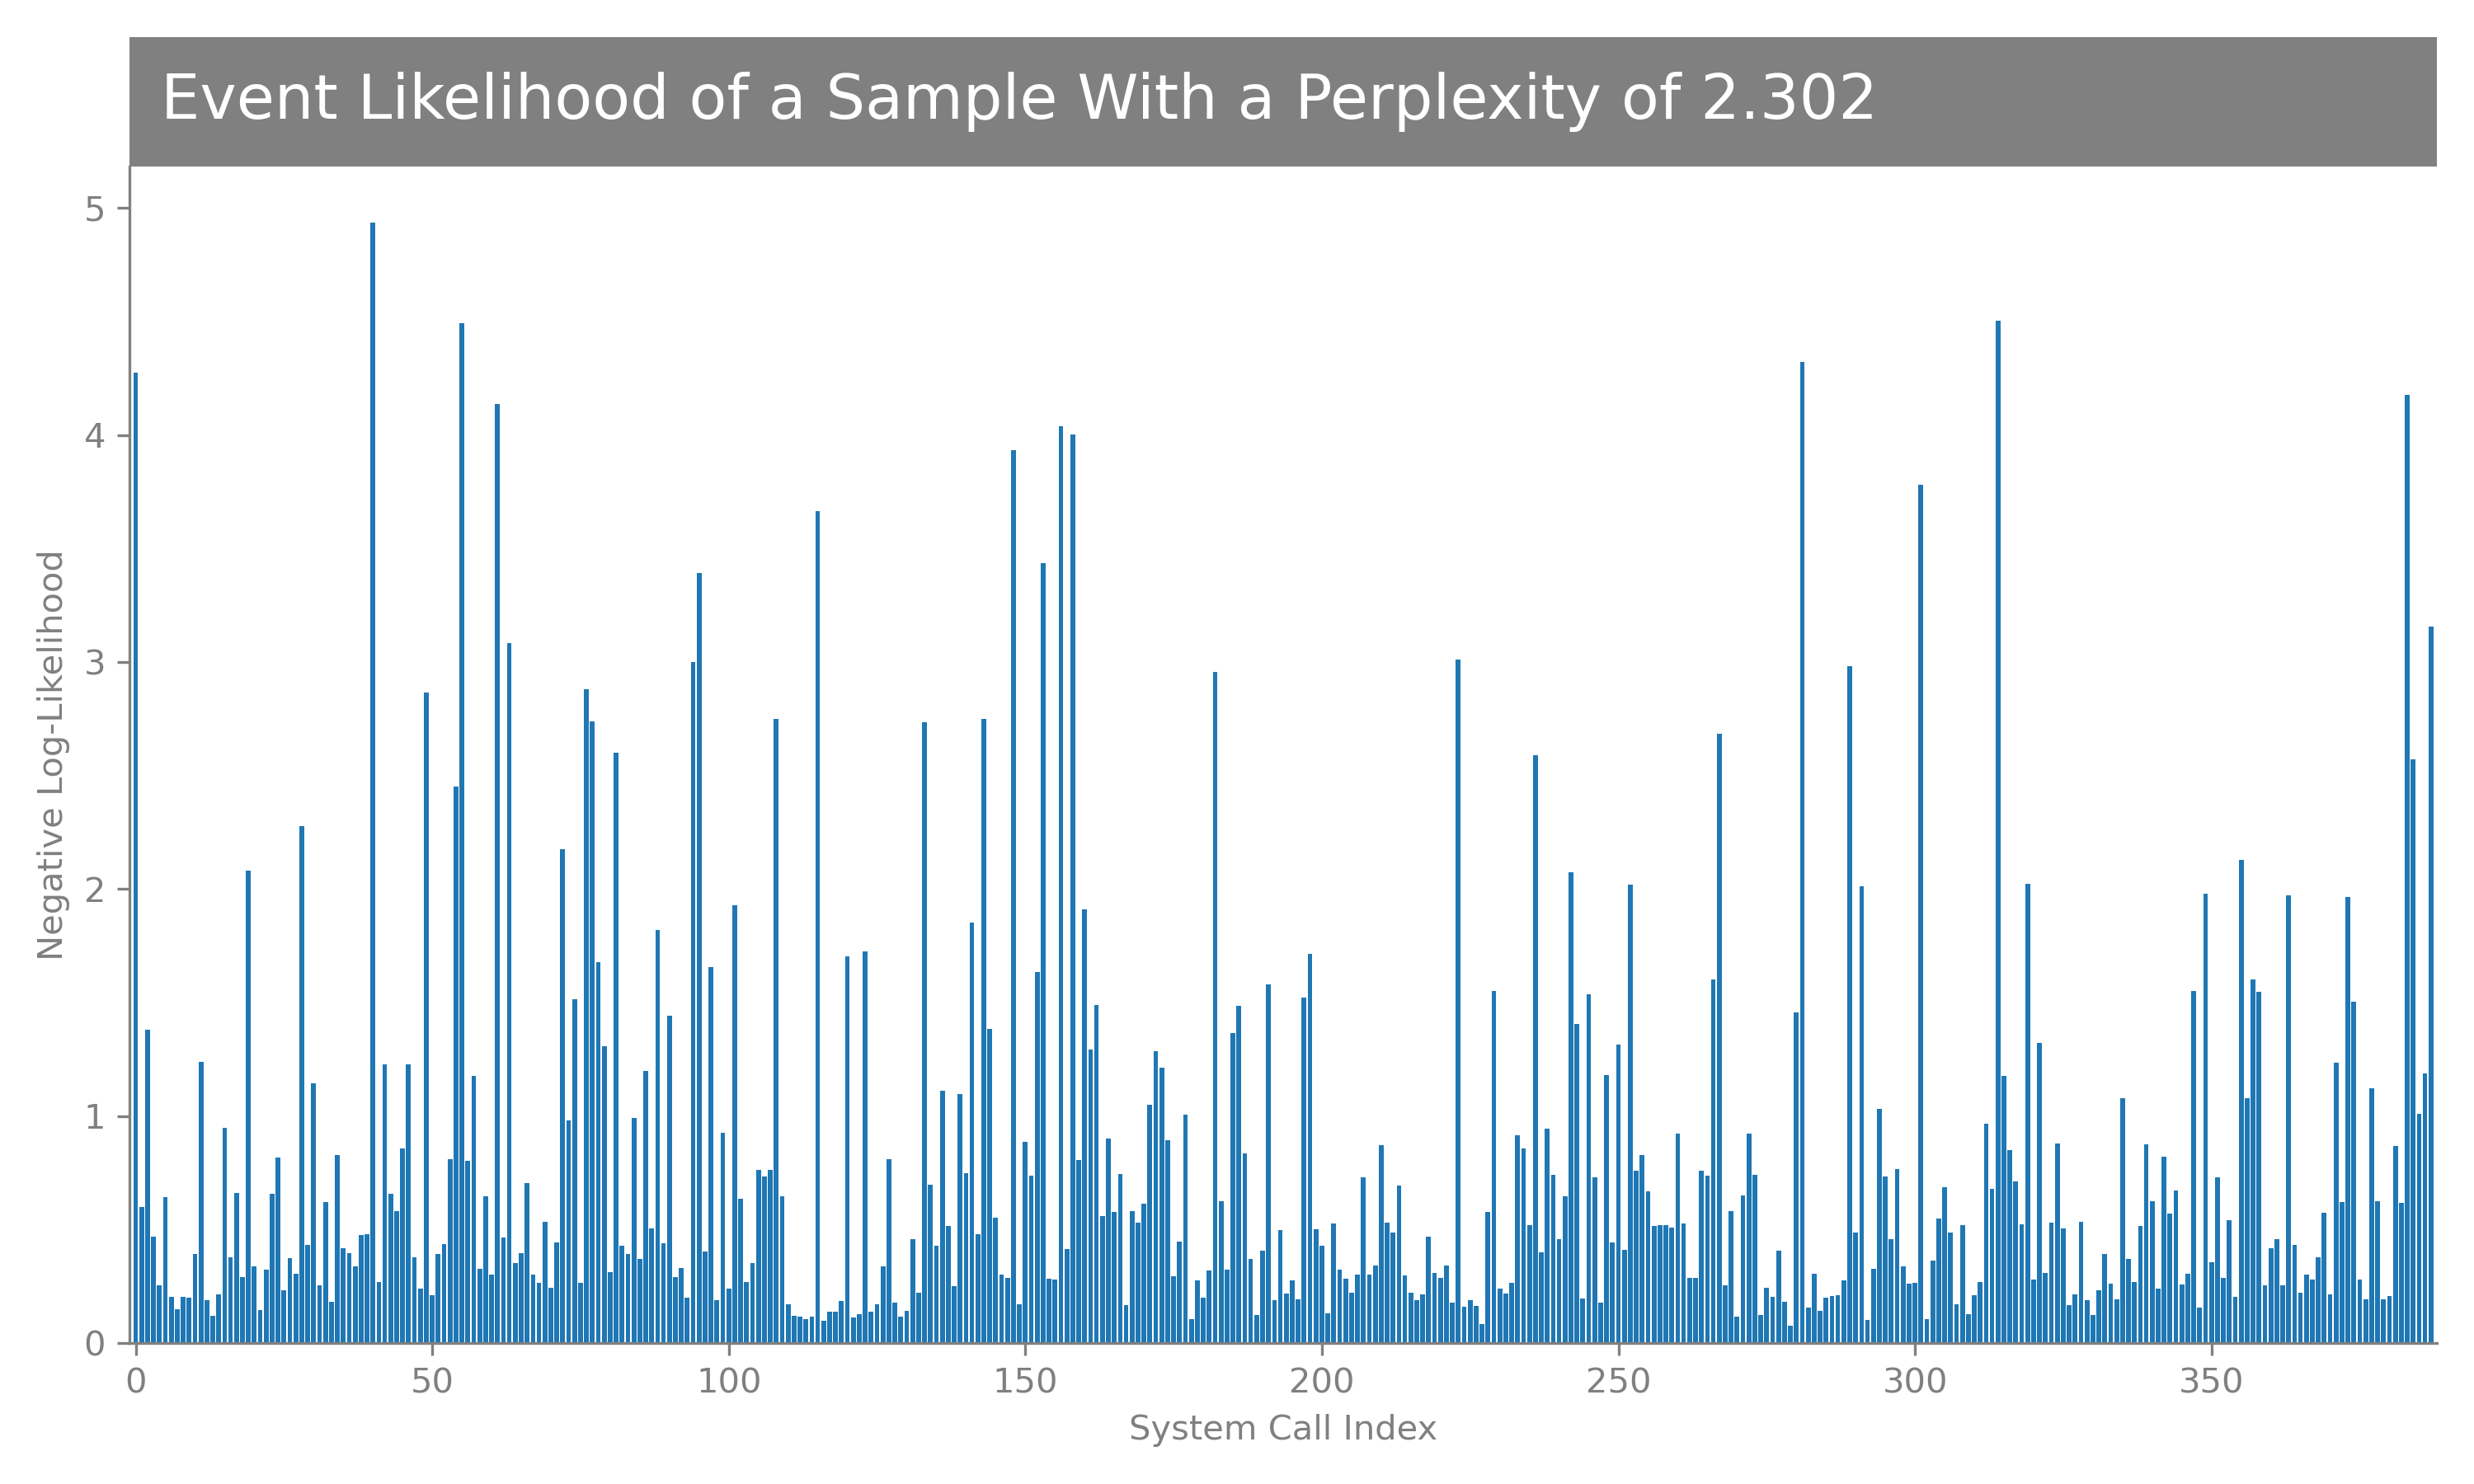 Event Likelihood of a Sample With a Perplexity of 2.302
Negative Log-Likelihood
5
4
3
2
1
0
0 50 100 150 200 250 300 350
System Call Index